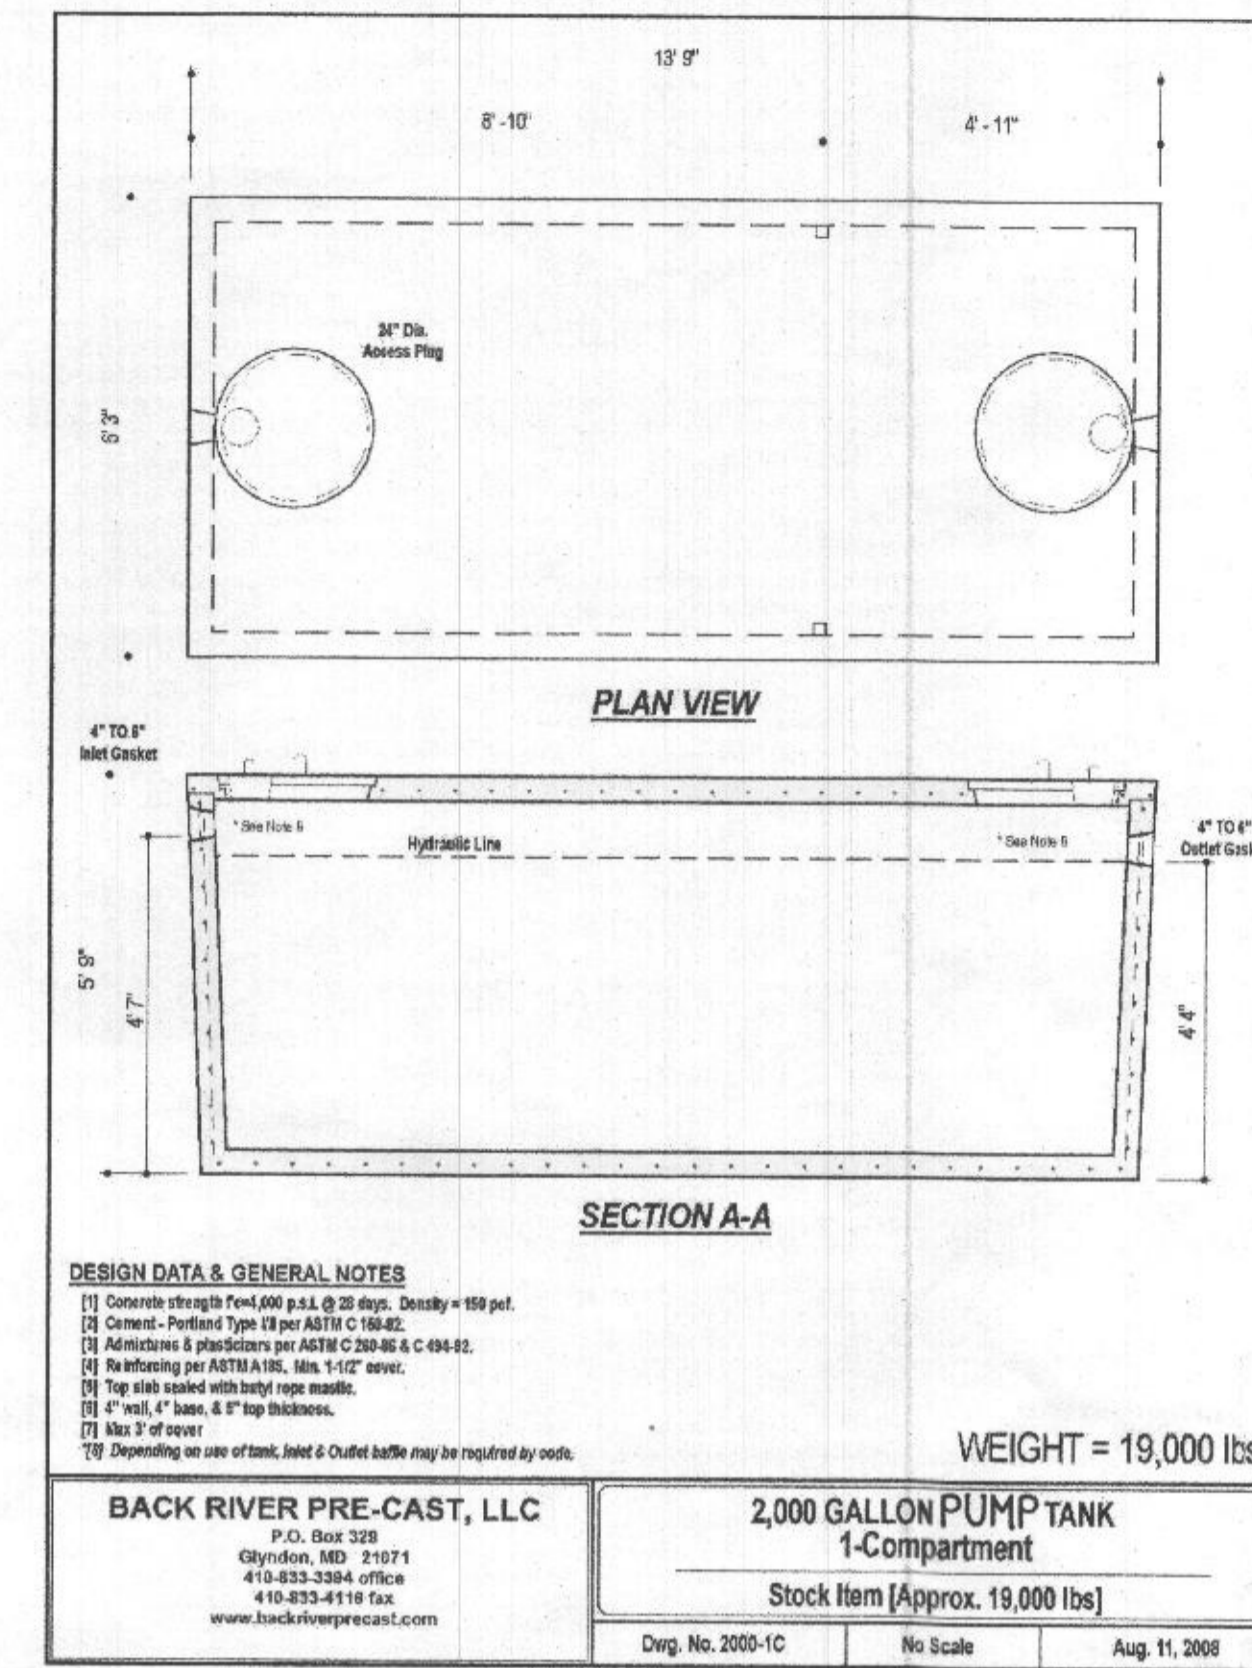 13' 9"
8' -10"
4' - 11"
24" Dia.
Access Plug
6' 3"
PLAN VIEW
4" TO 6"
Inlet Gasket
* See Note 8
Hydraulic Line
* See Note 8
4" TO 6"
Outlet Gask
5' 9"
4' 7"
4' 4"
SECTION A-A
DESIGN DATA & GENERAL NOTES
[1] Concrete strength f'c=4,000 p.s.i. @ 28 days. Density = 150 pcf.
[2] Cement - Portland Type I/II per ASTM C 150-92.
[3] Admixtures & plasticizers per ASTM C 260-86 & C 494-92.
[4] Reinforcing per ASTM A185. Min. 1-1/2" cover.
[5] Top slab sealed with butyl rope mastic.
[6] 4" wall, 4" base, & 5" top thickness.
[7] Max 3' of cover
*[8] Depending on use of tank, Inlet & Outlet baffle may be required by code.
WEIGHT = 19,000 lbs
BACK RIVER PRE-CAST, LLC
P.O. Box 329
Glyndon, MD 21071
410-833-3394 office
410-833-4116 fax
www.backriverprecast.com
2,000 GALLON PUMP TANK
1-Compartment
Stock Item [Approx. 19,000 lbs]
Dwg. No. 2000-1C
No Scale
Aug. 11, 2008